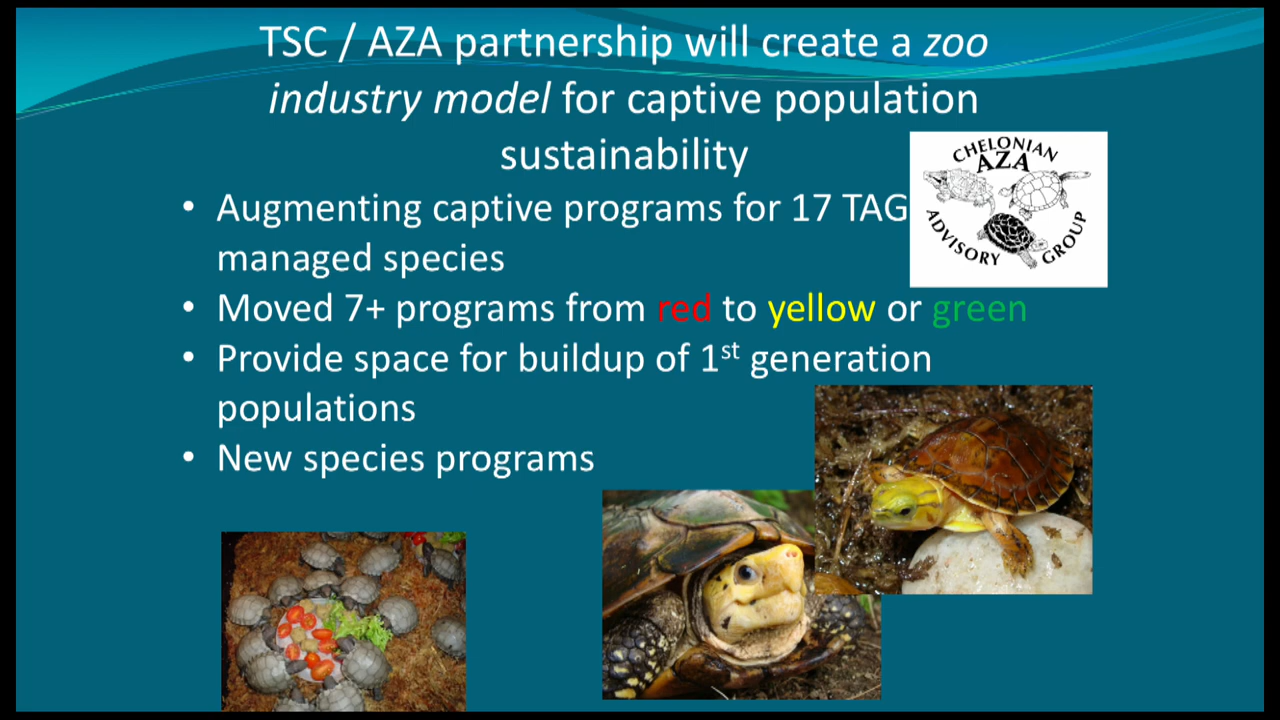 TSC / AZA partnership will create a zoo
industry model for captive population
sustainability
CHELONIAN
AZA
ADVISORY GROUP
• Augmenting captive programs for 17 TAG
managed species
• Moved 7+ programs from red to yellow or green
• Provide space for buildup of 1st generation
populations
• New species programs